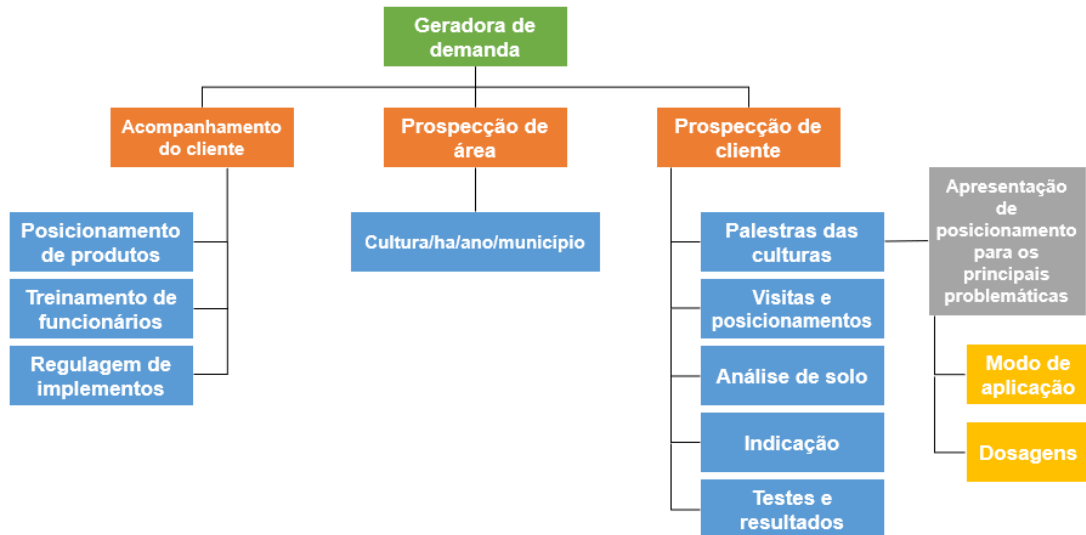 Geradora de
demanda
Acompanhamento
do cliente
Prospecção de
área
Prospecção de
cliente
Posicionamento
de produtos
Treinamento de
funcionários
Regulagem de
implementos
Cultura/ha/ano/município
Palestras das
culturas
Visitas e
posicionamentos
Análise de solo
Indicação
Testes e
resultados
Apresentação
de
posicionamento
para os
principais
problemáticas
Modo de
aplicação
Dosagens